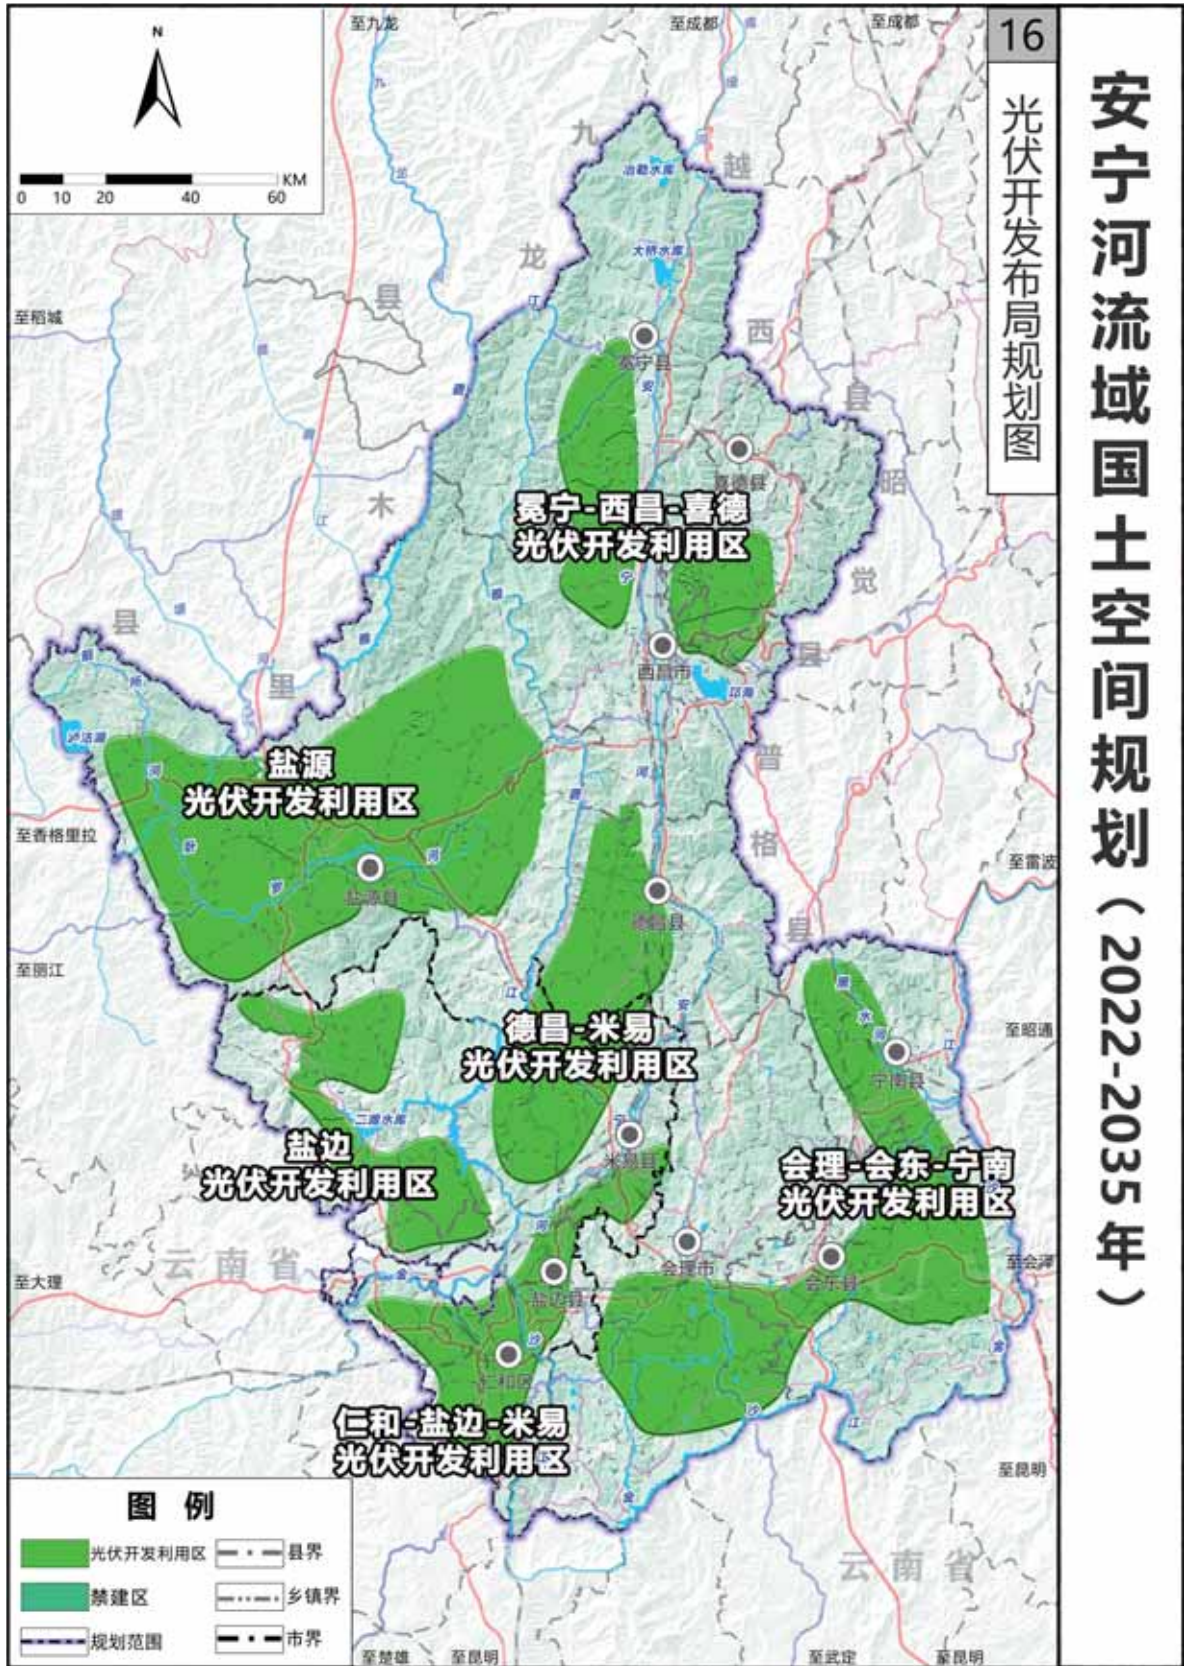 安宁河流域国土空间规划（2022-2035年）
16
光伏开发布局规划图
N
KM
0 10 20 40 60
至九龙
至成都
至成都
九
龙
县
越
西
县
冶勒水库
大桥水库
至稻城
冕宁县
喜德县
昭
觉
县
木
里
县
冕宁-西昌-喜德
光伏开发利用区
西昌市
邛海
泸沽湖
盐源
光伏开发利用区
普
格
县
至香格里拉
至雷波
盐源县
德昌县
至丽江
德昌-米易
光伏开发利用区
黑
水
河
宁南县
至昭通
二滩水库
盐边
光伏开发利用区
米易县
会理-会东-宁南
光伏开发利用区
云南省
会理市
会东县
至会泽
至大理
盐边县
仁和区
仁和-盐边-米易
光伏开发利用区
至昆明
云南省
图 例
光伏开发利用区
县界
禁建区
乡镇界
规划范围
市界
至楚雄
至昆明
至武定
至昆明